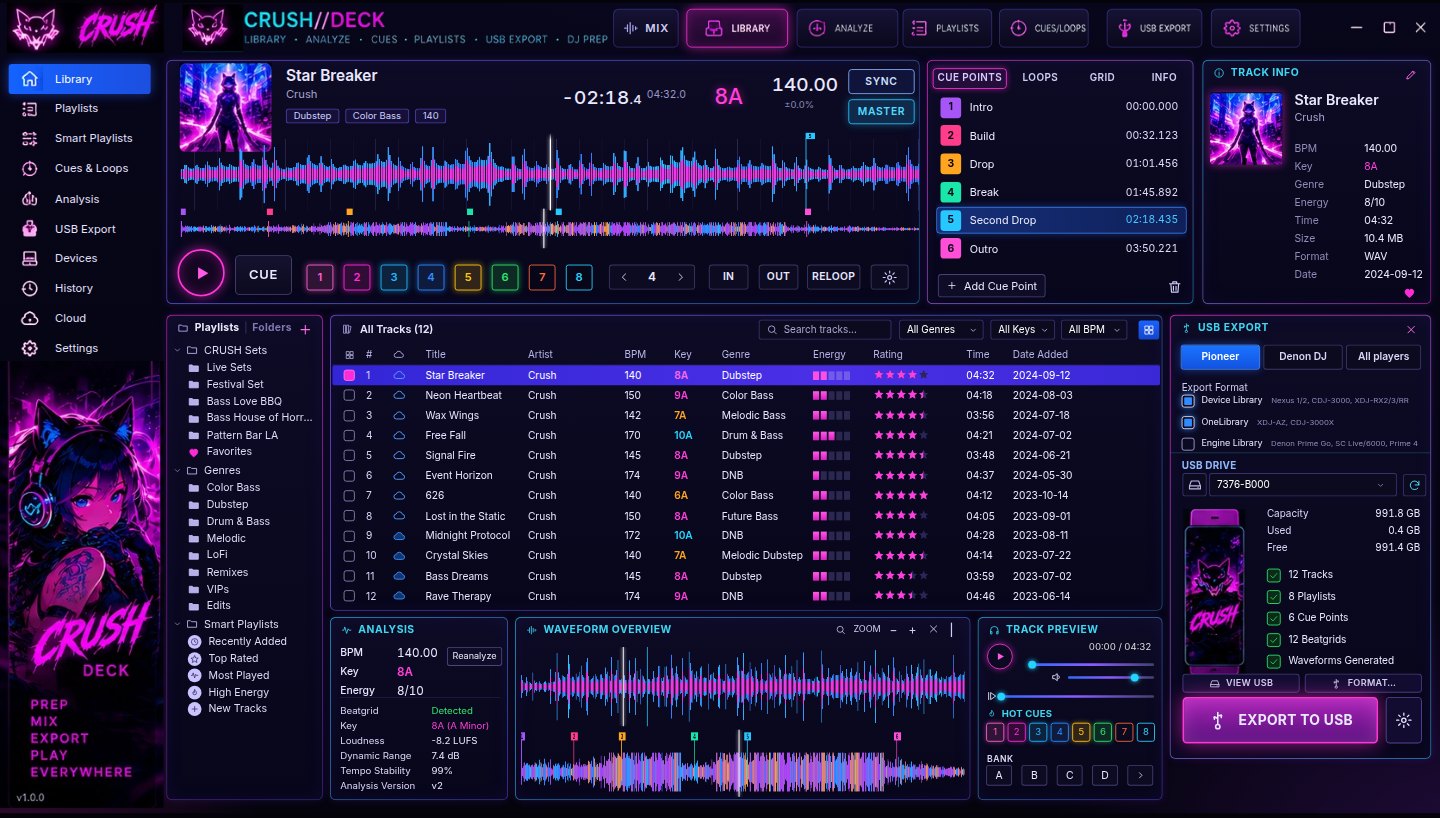 CRUSH
CRUSH//DECK
LIBRARY • ANALYZE • CUES • PLAYLISTS • USB EXPORT • DJ PREP
MIX
LIBRARY
ANALYZE
PLAYLISTS
CUES/LOOPS
USB EXPORT
SETTINGS
Library
Playlists
Smart Playlists
Cues & Loops
Analysis
USB Export
Devices
History
Cloud
Settings
CRUSH
DECK
PREP
MIX
EXPORT
PLAY
EVERYWHERE
v1.0.0
Star Breaker
Crush
Dubstep Color Bass 140
-02:18.4 04:32.0
8A
140.00
±0.0%
SYNC
MASTER
CUE
1 2 3 4 5 6 7 8
4
IN OUT RELOOP
CUE POINTS LOOPS GRID INFO
1 Intro 00:00.000
2 Build 00:32.123
3 Drop 01:01.456
4 Break 01:45.892
5 Second Drop 02:18.435
6 Outro 03:50.221
+ Add Cue Point
TRACK INFO
Star Breaker
Crush
BPM 140.00
Key 8A
Genre Dubstep
Energy 8/10
Time 04:32
Size 10.4 MB
Format WAV
Date 2024-09-12
Playlists | Folders +
CRUSH Sets
Live Sets
Festival Set
Bass Love BBQ
Bass House of Horr...
Pattern Bar LA
Favorites
Genres
Color Bass
Dubstep
Drum & Bass
Melodic
LoFi
Remixes
VIPs
Edits
Smart Playlists
Recently Added
Top Rated
Most Played
High Energy
New Tracks
All Tracks (12)
Search tracks...
All Genres
All Keys
All BPM
# Title Artist BPM Key Genre Energy Rating Time Date Added
1 Star Breaker Crush 140 8A Dubstep 04:32 2024-09-12
2 Neon Heartbeat Crush 150 9A Color Bass 04:18 2024-08-03
3 Wax Wings Crush 142 7A Melodic Bass 03:56 2024-07-18
4 Free Fall Crush 170 10A Drum & Bass 04:21 2024-07-02
5 Signal Fire Crush 145 8A Dubstep 03:48 2024-06-21
6 Event Horizon Crush 174 9A DNB 04:37 2024-05-30
7 626 Crush 140 6A Color Bass 04:12 2023-10-14
8 Lost in the Static Crush 150 8A Future Bass 04:05 2023-09-01
9 Midnight Protocol Crush 172 10A DNB 04:28 2023-08-11
10 Crystal Skies Crush 140 7A Melodic Dubstep 04:14 2023-07-22
11 Bass Dreams Crush 145 8A Dubstep 03:59 2023-07-02
12 Rave Therapy Crush 174 9A DNB 04:46 2023-06-14
ANALYSIS
BPM 140.00
Reanalyze
Key 8A
Energy 8/10
Beatgrid Detected
Key 8A (A Minor)
Loudness -8.2 LUFS
Dynamic Range 7.4 dB
Tempo Stability 99%
Analysis Version v2
WAVEFORM OVERVIEW
ZOOM − +
TRACK PREVIEW
00:00 / 04:32
HOT CUES
1 2 3 4 5 6 7 8
BANK
A B C D
USB EXPORT
Pioneer Denon DJ All players
Export Format
Device Library Nexus 1/2, CDJ-3000, XDJ-RX2/3/RR
OneLibrary XDJ-AZ, CDJ-3000X
Engine Library Denon Prime Go, SC Live/6000, Prime 4
USB DRIVE
7376-B000
Capacity 991.8 GB
Used 0.4 GB
Free 991.4 GB
CRUSH
12 Tracks
8 Playlists
6 Cue Points
12 Beatgrids
Waveforms Generated
VIEW USB
FORMAT...
EXPORT TO USB